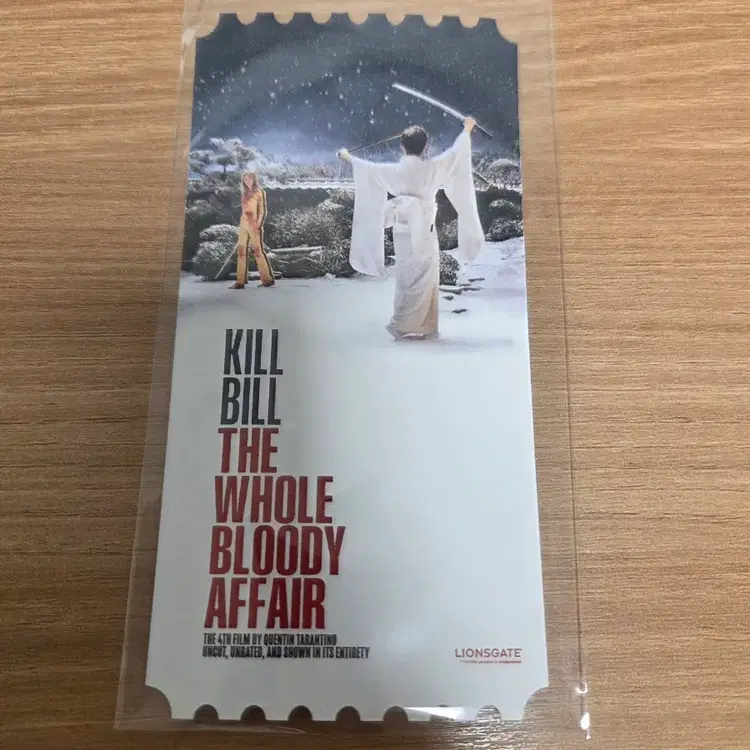 KILL
BILL
THE
WHOLE
BLOODY
AFFAIR
THE 4TH FILM BY QUENTIN TARANTINO
UNCUT, UNRATED, AND SHOWN IN ITS ENTIRETY
LIONSGATE